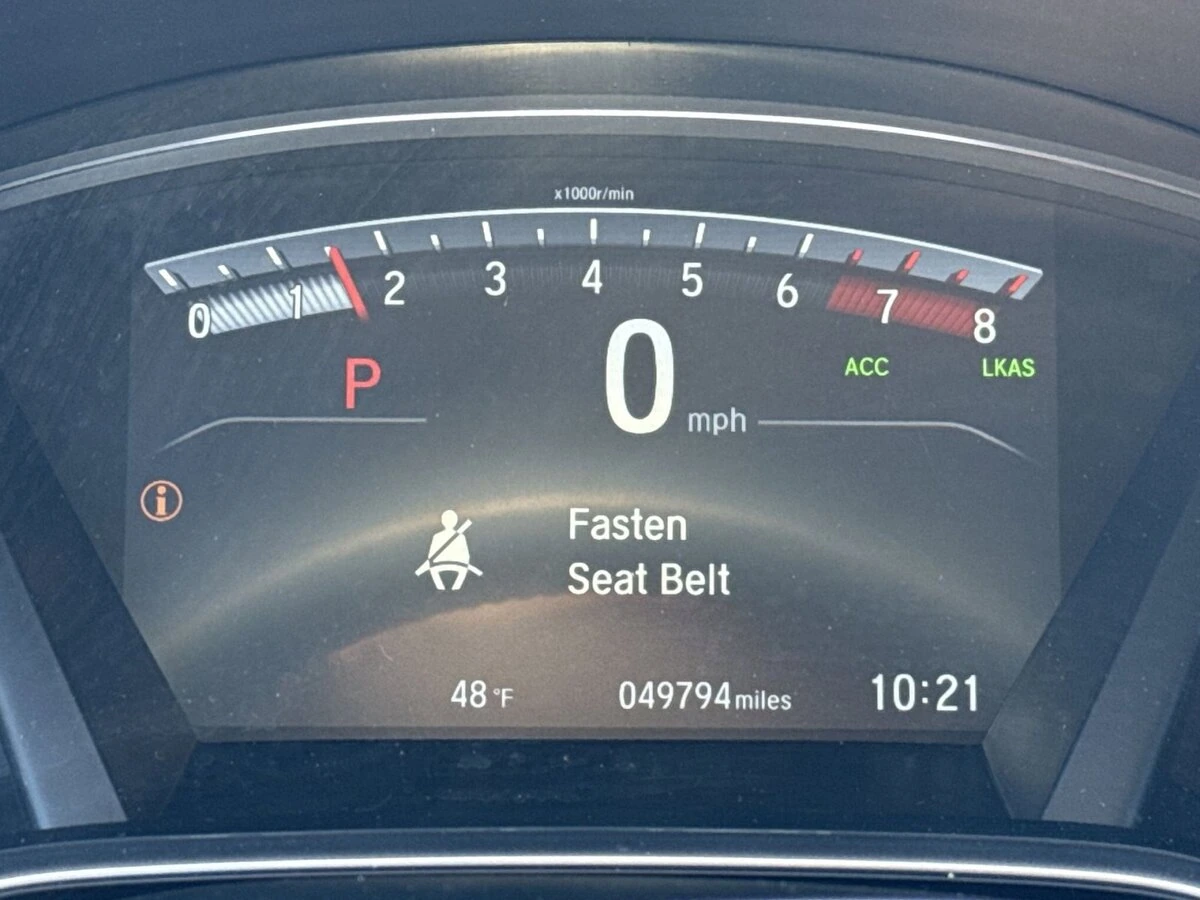 x1000r/min
0 1 2 3 4 5 6 7 8
P 0 mph ACC LKAS
i
Fasten
Seat Belt
48 °F 049794 miles 10:21